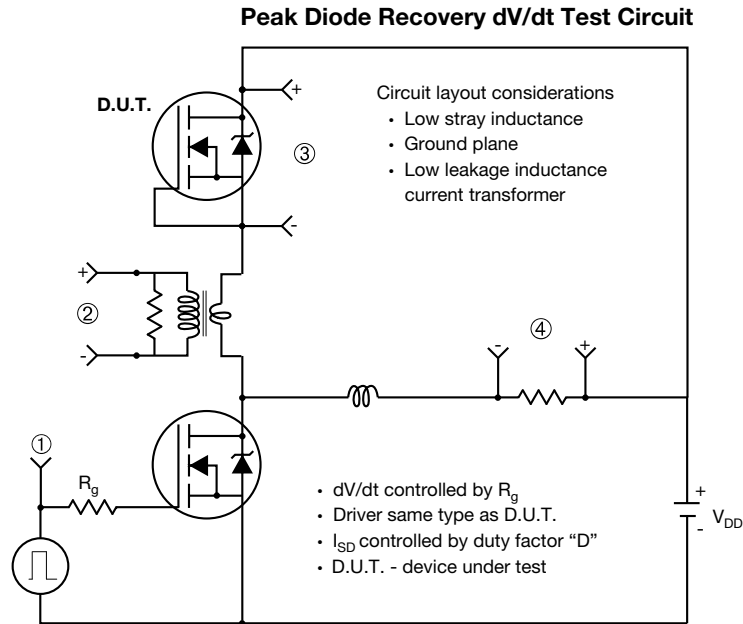 Peak Diode Recovery dV/dt Test Circuit
D.U.T.
+
-
③
Circuit layout considerations
• Low stray inductance
• Ground plane
• Low leakage inductance
current transformer
+
②
-
④
-
+
①
Rg
• dV/dt controlled by Rg
• Driver same type as D.U.T.
• ISD controlled by duty factor “D”
• D.U.T. - device under test
+
-
VDD